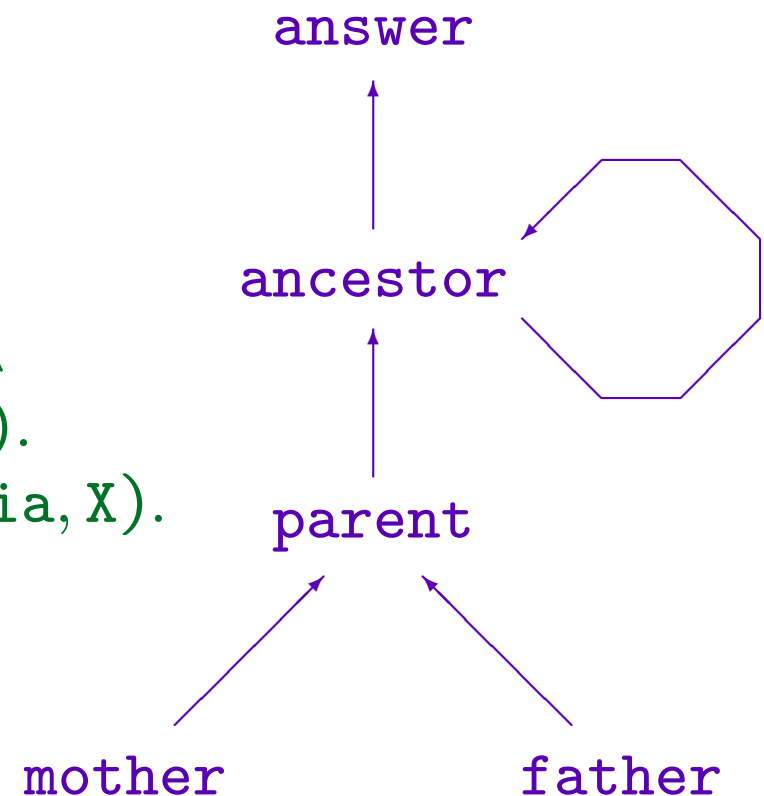 answer
ancestor
).
ia, X).
parent
mother father